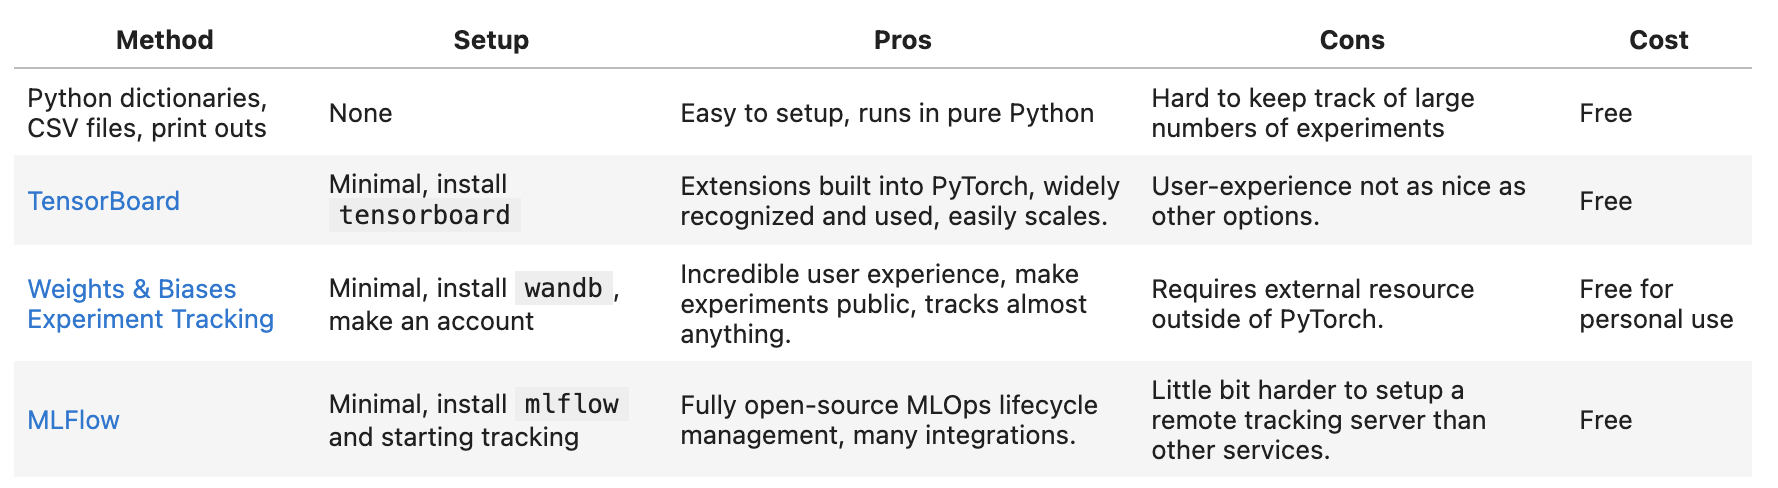 Method Setup Pros Cons Cost
Python dictionaries,
CSV files, print outs
None
Easy to setup, runs in pure Python
Hard to keep track of large
numbers of experiments
Free
TensorBoard
Minimal, install
tensorboard
Extensions built into PyTorch, widely
recognized and used, easily scales.
User-experience not as nice as
other options.
Free
Weights & Biases
Experiment Tracking
Minimal, install wandb ,
make an account
Incredible user experience, make
experiments public, tracks almost
anything.
Requires external resource
outside of PyTorch.
Free for
personal use
MLFlow
Minimal, install mlflow
and starting tracking
Fully open-source MLOps lifecycle
management, many integrations.
Little bit harder to setup a
remote tracking server than
other services.
Free